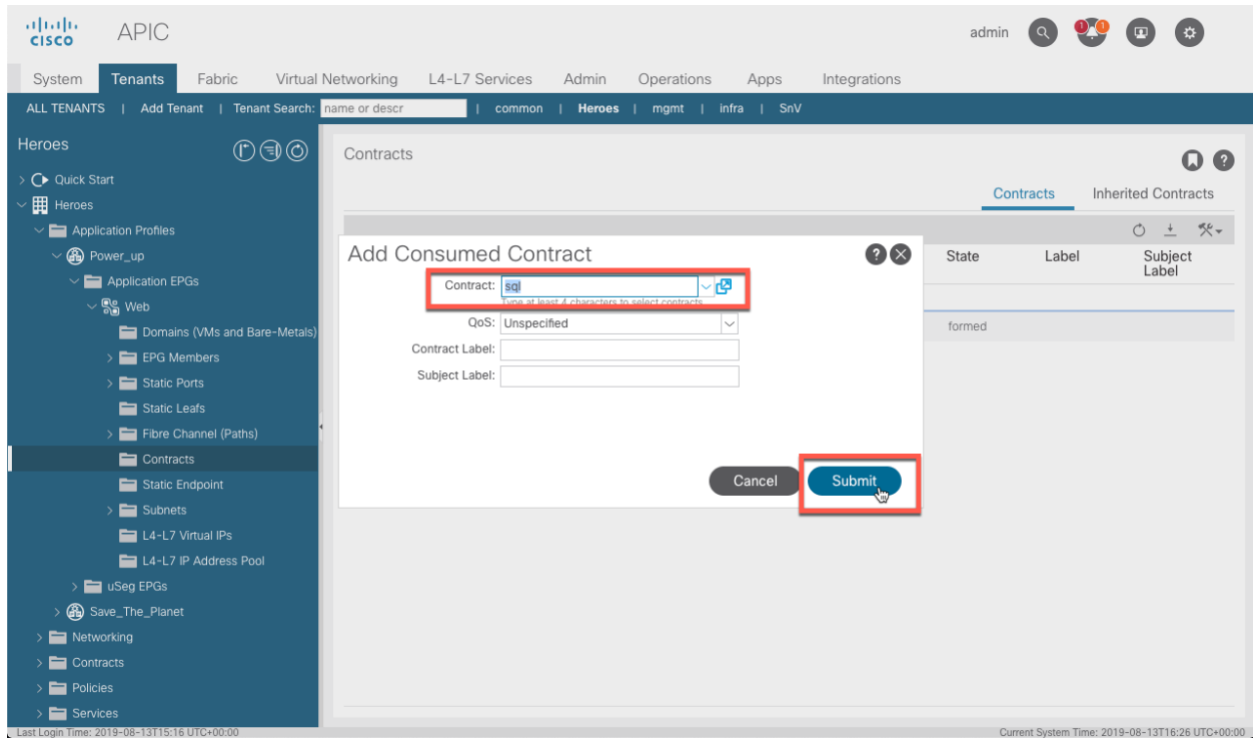 CISCO APIC admin 1 1
System Tenants Fabric Virtual Networking L4-L7 Services Admin Operations Apps Integrations
ALL TENANTS | Add Tenant | Tenant Search: name or descr | common | Heroes | mgmt | infra | SnV
Heroes
Quick Start
Heroes
Application Profiles
Power_up
Application EPGs
Web
Domains (VMs and Bare-Metals)
EPG Members
Static Ports
Static Leafs
Fibre Channel (Paths)
Contracts
Static Endpoint
Subnets
L4-L7 Virtual IPs
L4-L7 IP Address Pool
uSeg EPGs
Save_The_Planet
Networking
Contracts
Policies
Services
Contracts
Contracts Inherited Contracts
State Label Subject
Label
formed
Add Consumed Contract
Contract: sql
Type at least 4 characters to select contracts
QoS: Unspecified
Contract Label:
Subject Label:
Cancel Submit
Last Login Time: 2019-08-13T15:16 UTC+00:00 Current System Time: 2019-08-13T16:26 UTC+00:00